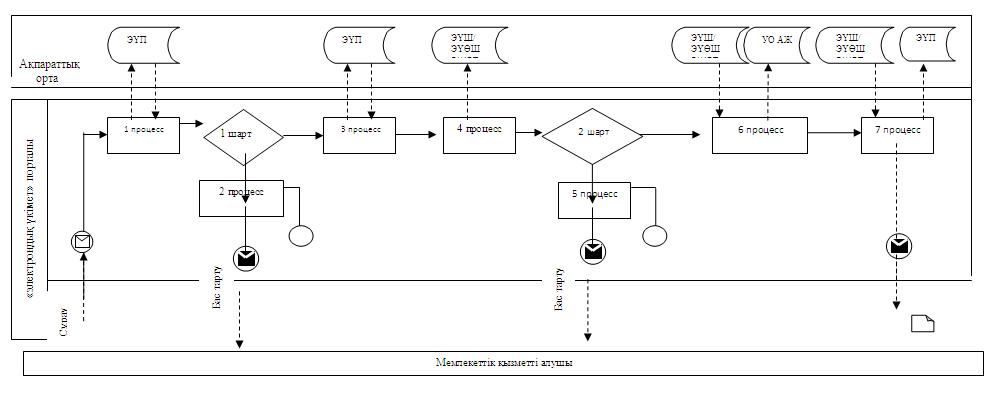 ЭҮП
ЭҮП
ЭҮШ/
ЭҮӨШ
ЭҮШ/
ЭҮӨШ
УО АЖ
ЭҮШ/
ЭҮӨШ
ЭҮП
Ақпараттық
орта
«электрондық үкімет» порталы
1 процесс
1 шарт
3 процесс
4 процесс
2 шарт
6 процесс
7 процесс
2 процесс
5 процесс
Сұрау
Бас тарту
Бас тарту
Мемлекеттік қызметті алушы